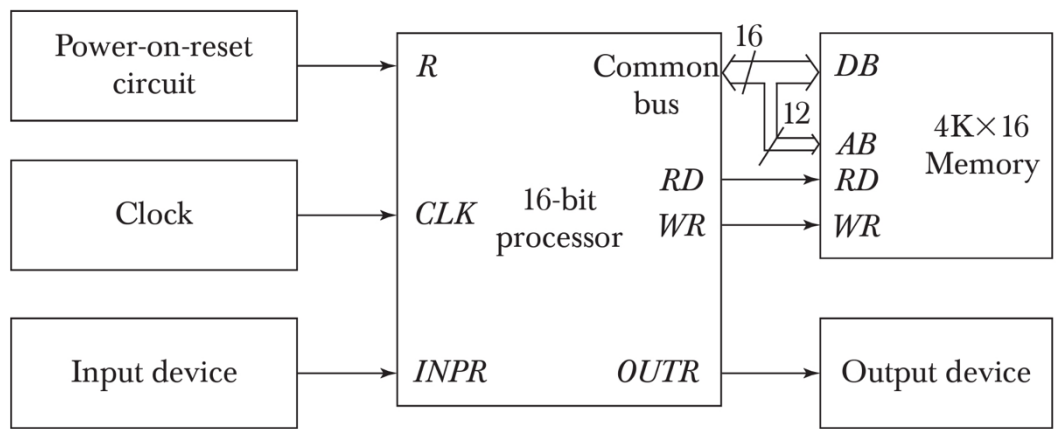 Power-on-reset
circuit
R
Common
bus
16
DB
12
AB
4K×16
Memory
RD
RD
Clock
CLK
16-bit
processor
WR
WR
Input device
INPR
OUTR
Output device